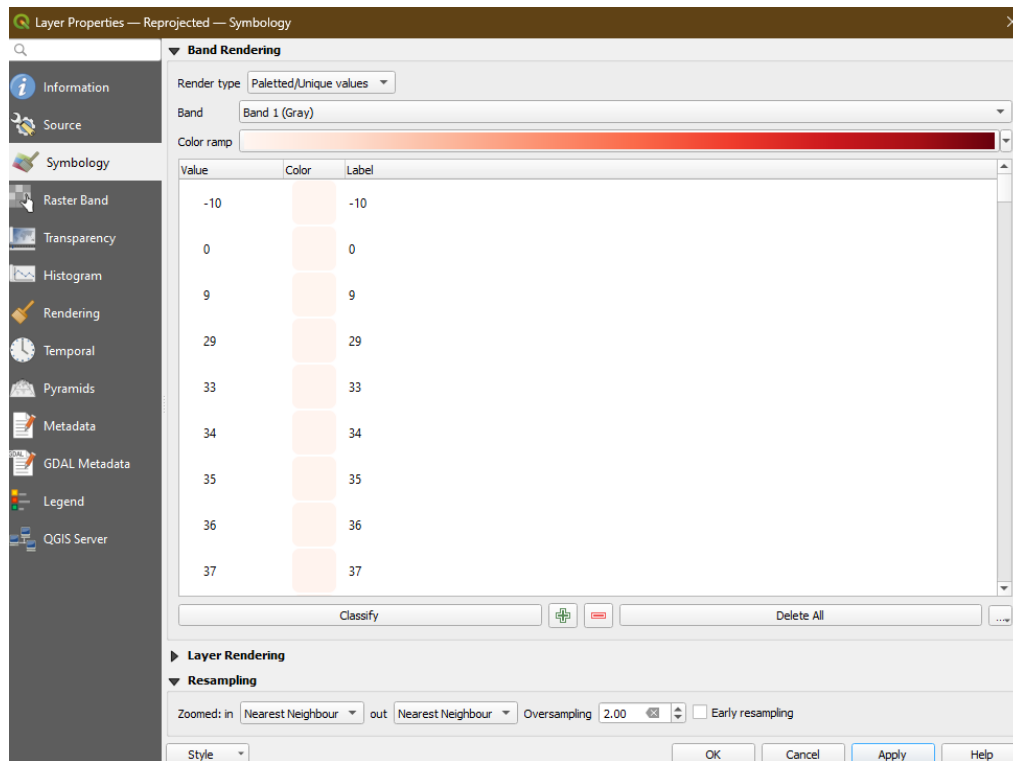 Layer Properties — Reprojected — Symbology
Information
Source
Symbology
Raster Band
Transparency
Histogram
Rendering
Temporal
Pyramids
Metadata
GDAL Metadata
Legend
QGIS Server
Band Rendering
Render type Paletted/Unique values
Band Band 1 (Gray)
Color ramp
Value Color Label
-10 -10
0 0
9 9
29 29
33 33
34 34
35 35
36 36
37 37
Classify Delete All ...
Layer Rendering
Resampling
Zoomed: in Nearest Neighbour out Nearest Neighbour Oversampling 2.00 Early resampling
Style OK Cancel Apply Help